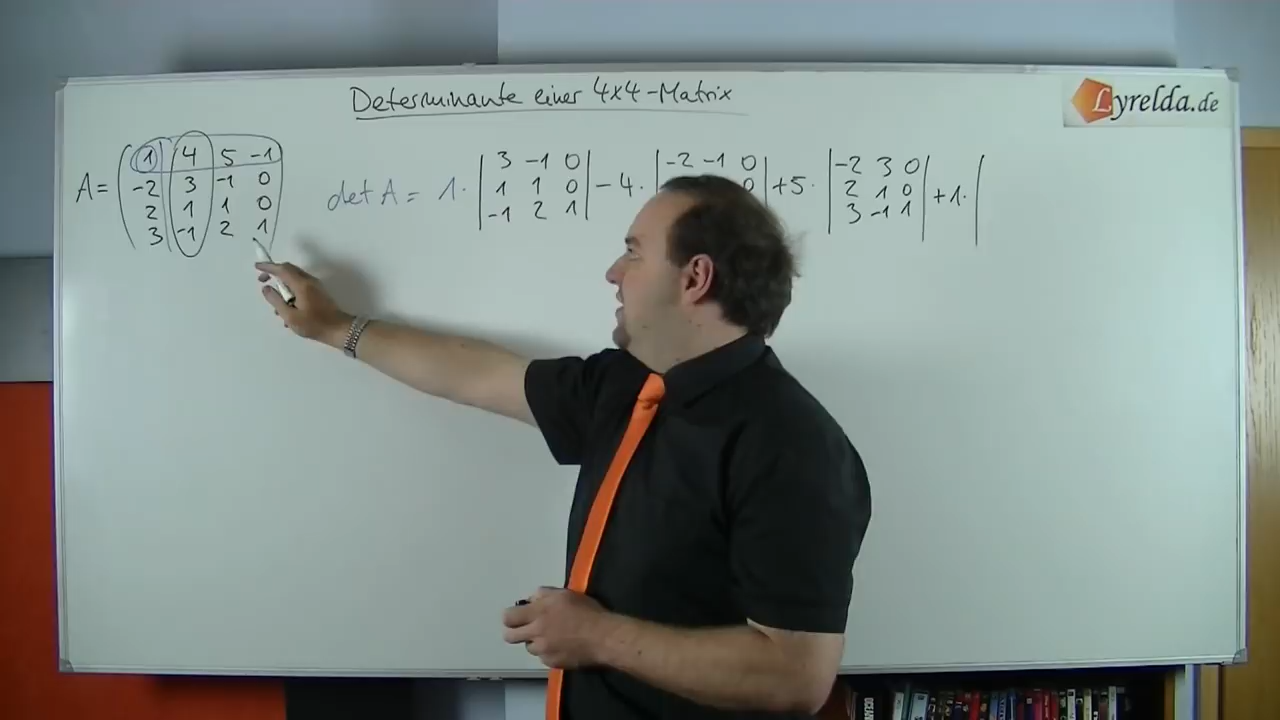 Determinante einer 4x4-Matrix
Lyrelda.de
A = ( 1 4 5 -1
-2 3 -1 0
2 1 1 0
3 -1 2 1 )
det A = 1 · | 3 -1 0
1 1 0
-1 2 1 | - 4 · | -2 -1 0
0 | + 5 · | -2 3 0
2 1 0
3 -1 1 | + 1 · |